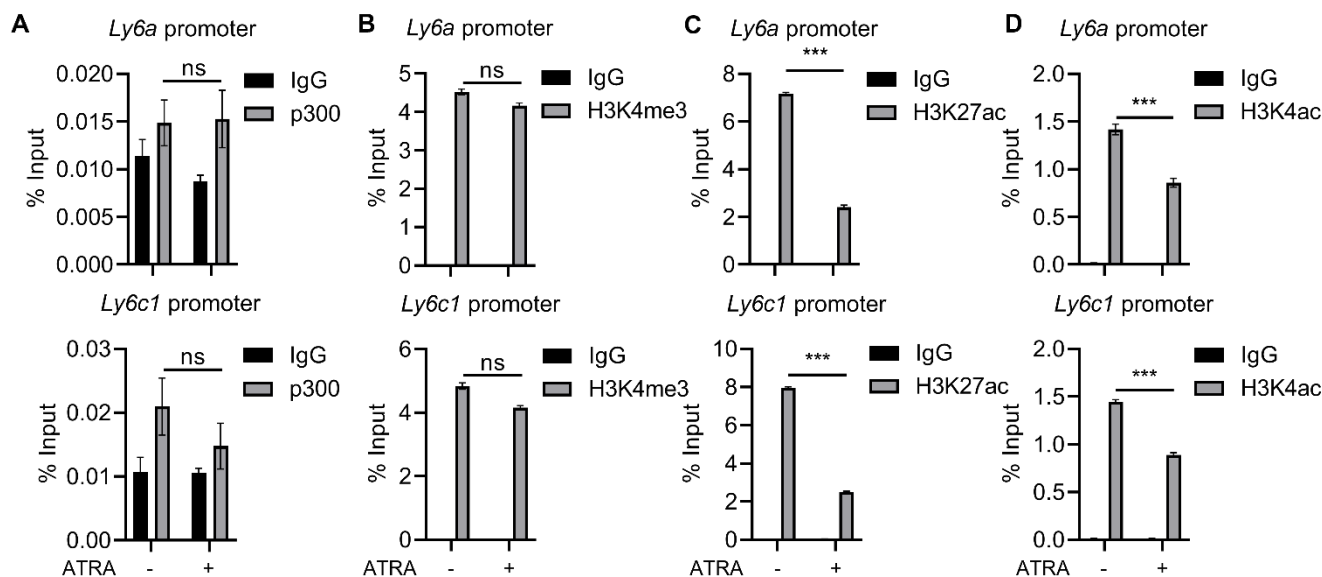 A
Ly6a promoter
ns
IgG
p300
% Input
0.020
0.015
0.010
0.005
0.000
B
Ly6a promoter
ns
IgG
H3K4me3
% Input
5
4
3
2
1
0
C
Ly6a promoter
***
IgG
H3K27ac
% Input
8
6
4
2
0
D
Ly6a promoter
***
IgG
H3K4ac
% Input
2.0
1.5
1.0
0.5
0.0
Ly6c1 promoter
ns
IgG
p300
% Input
0.03
0.02
0.01
0.00
ATRA - +
Ly6c1 promoter
ns
IgG
H3K4me3
% Input
6
4
2
0
ATRA - +
Ly6c1 promoter
***
IgG
H3K27ac
% Input
10
8
6
4
2
0
ATRA - +
Ly6c1 promoter
***
IgG
H3K4ac
% Input
2.0
1.5
1.0
0.5
0.0
ATRA - +